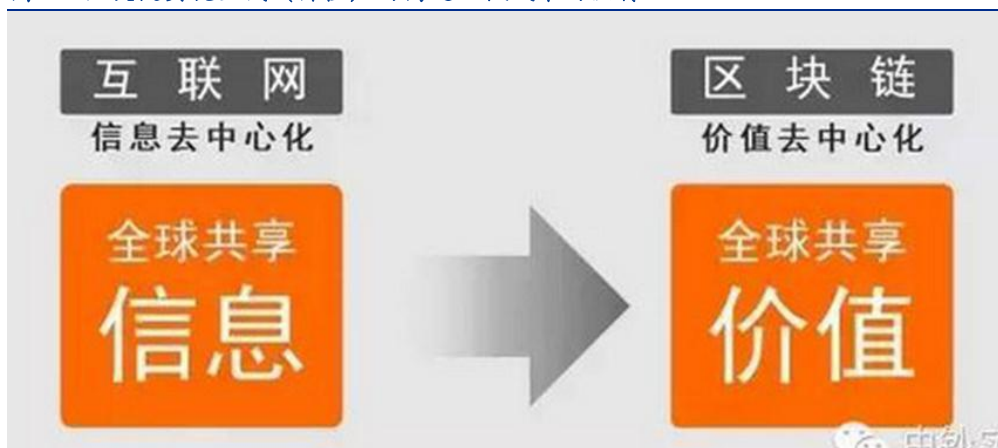 互联网
信息去中心化
全球共享
信息
区块链
价值去中心化
全球共享
价值